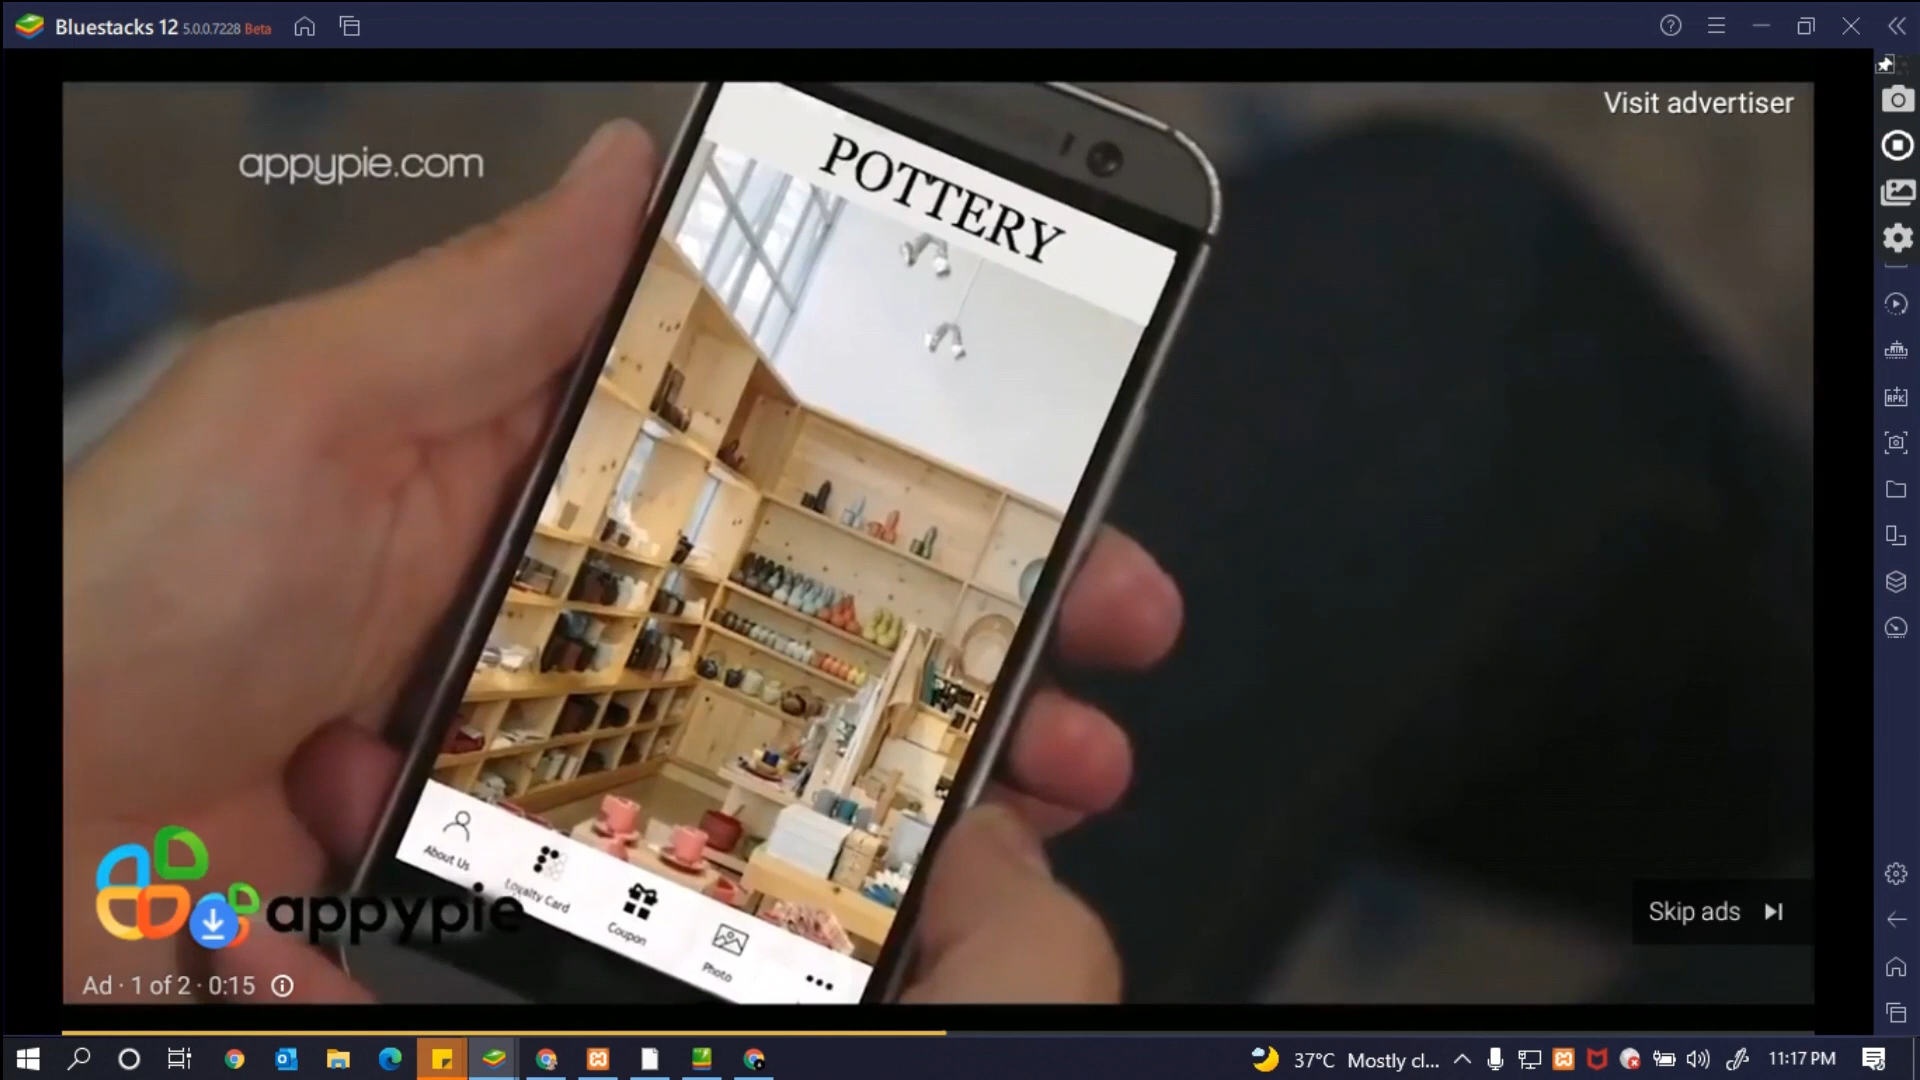 Bluestacks 12 5.0.0.7228 Beta
Visit advertiser
appypie.com
POTTERY
About Us
Loyalty Card
Coupon
Photo
appypie
Skip ads
Ad · 1 of 2 · 0:15
37°C Mostly cl...
11:17 PM